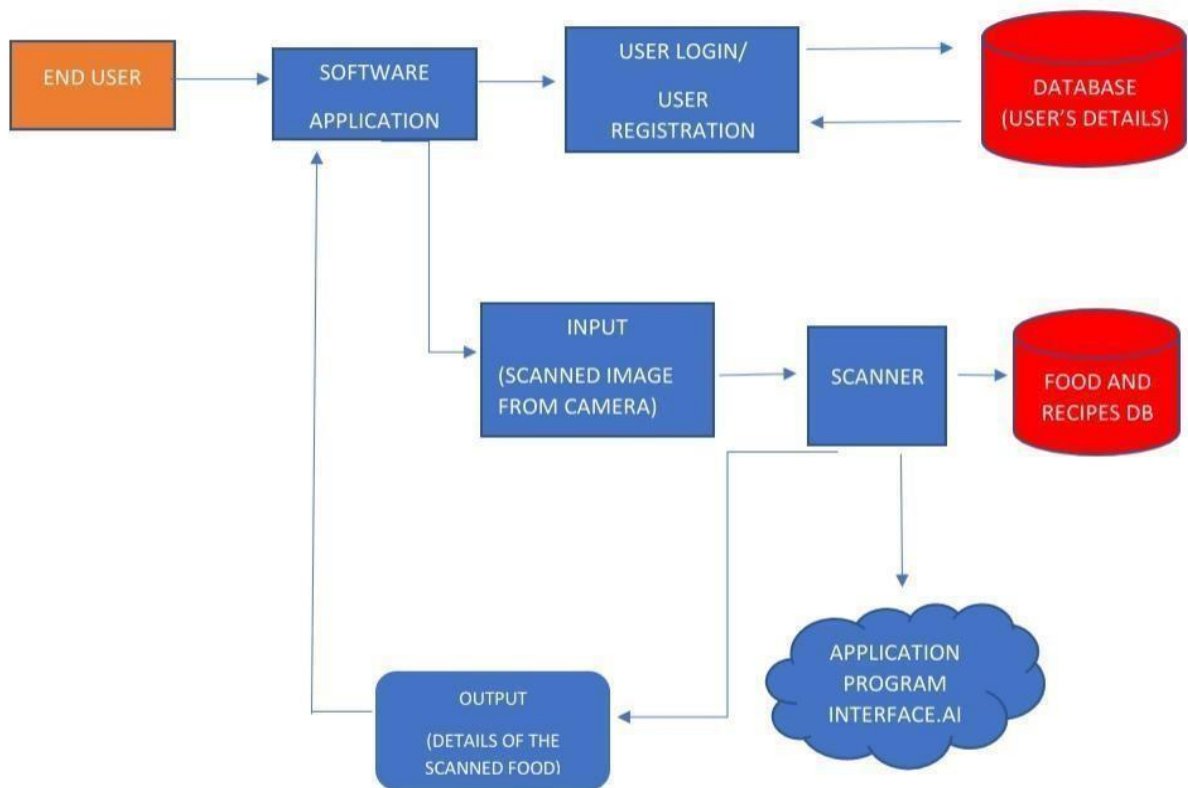 END USER
SOFTWARE
APPLICATION
USER LOGIN/
USER
REGISTRATION
DATABASE
(USER'S DETAILS)
INPUT
(SCANNED IMAGE
FROM CAMERA)
SCANNER
FOOD AND
RECIPES DB
APPLICATION
PROGRAM
INTERFACE.AI
OUTPUT
(DETAILS OF THE
SCANNED FOOD)